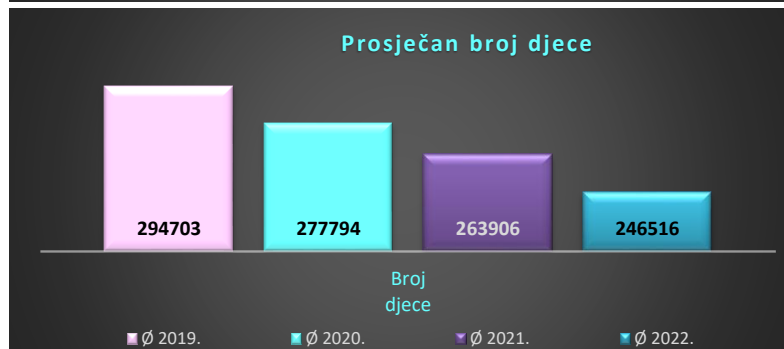 Prosječan broj djece
294703 277794 263906 246516
Broj
djece
Ø 2019. Ø 2020. Ø 2021. Ø 2022.